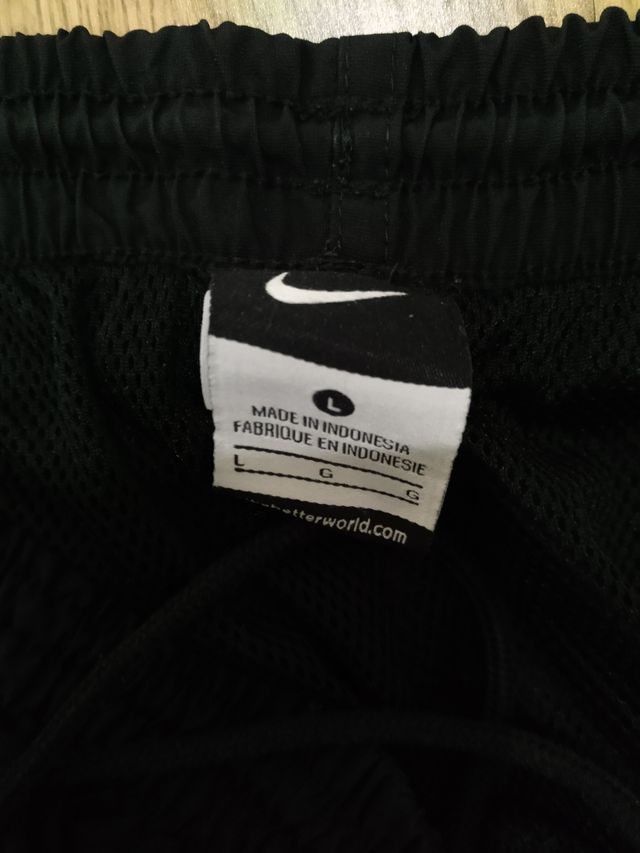 L
MADE IN INDONESIA
FABRIQUE EN INDONESIE
L G G
betterworld.com